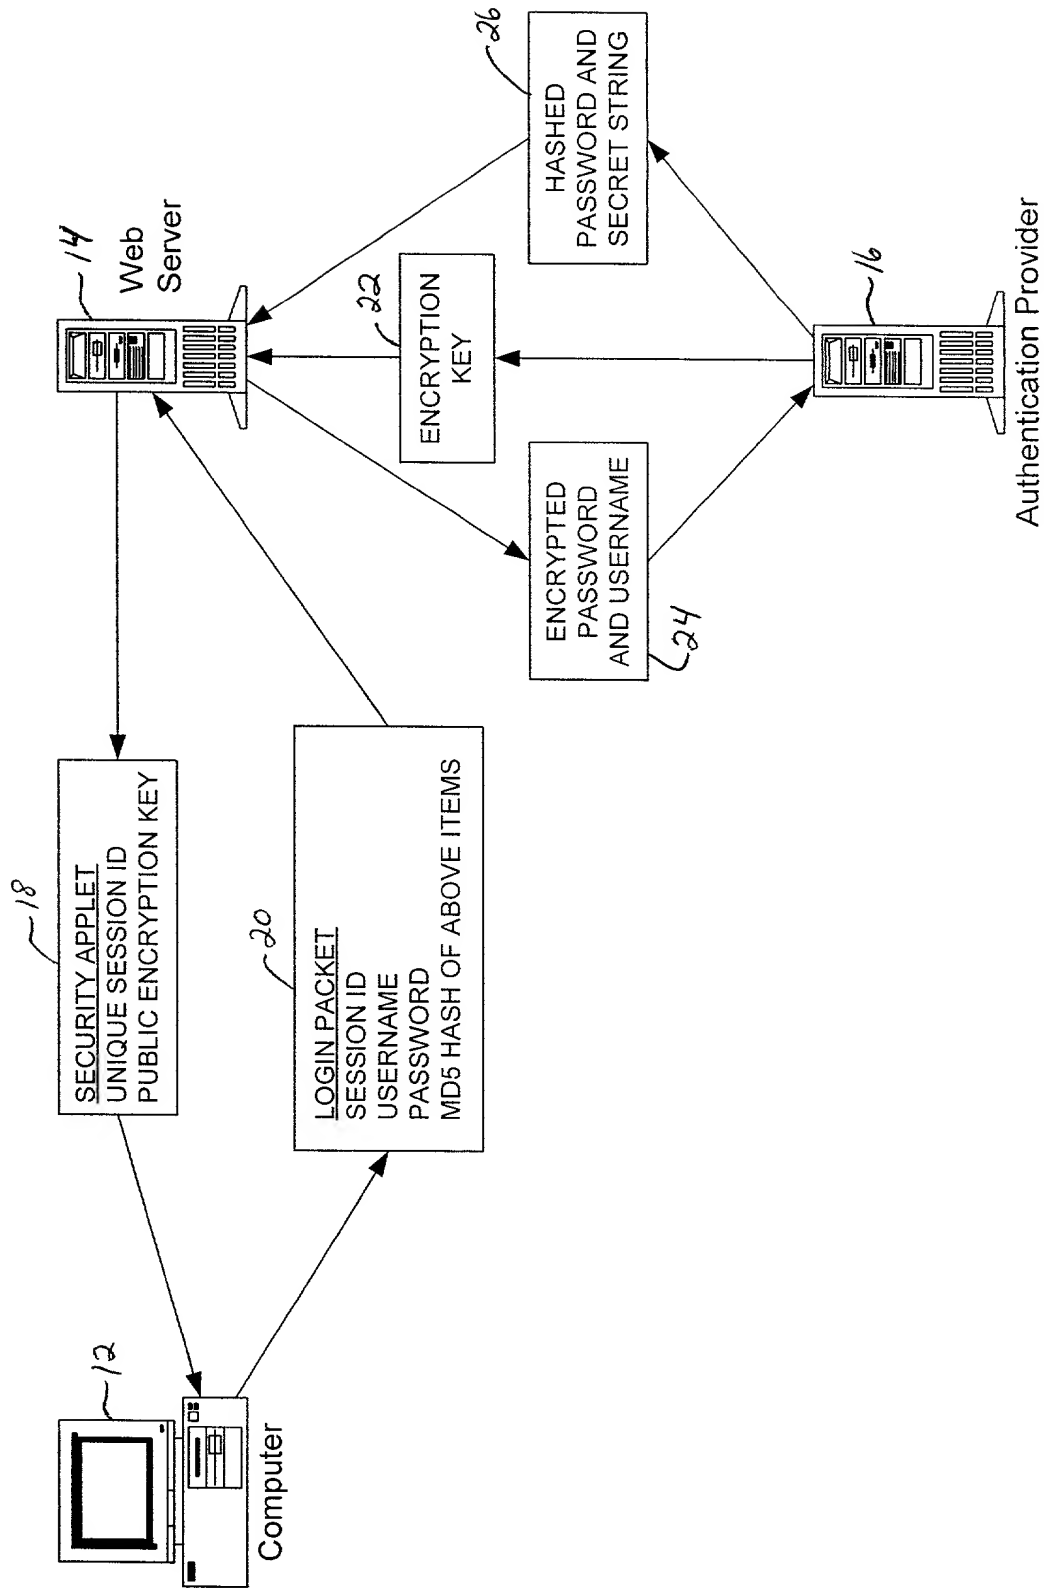 12
Computer
18
SECURITY APPLET
UNIQUE SESSION ID
PUBLIC ENCRYPTION KEY
20
LOGIN PACKET
SESSION ID
USERNAME
PASSWORD
MD5 HASH OF ABOVE ITEMS
14
Web
Server
22
ENCRYPTION
KEY
24
ENCRYPTED
PASSWORD
AND USERNAME
26
HASHED
PASSWORD AND
SECRET STRING
16
Authentication Provider